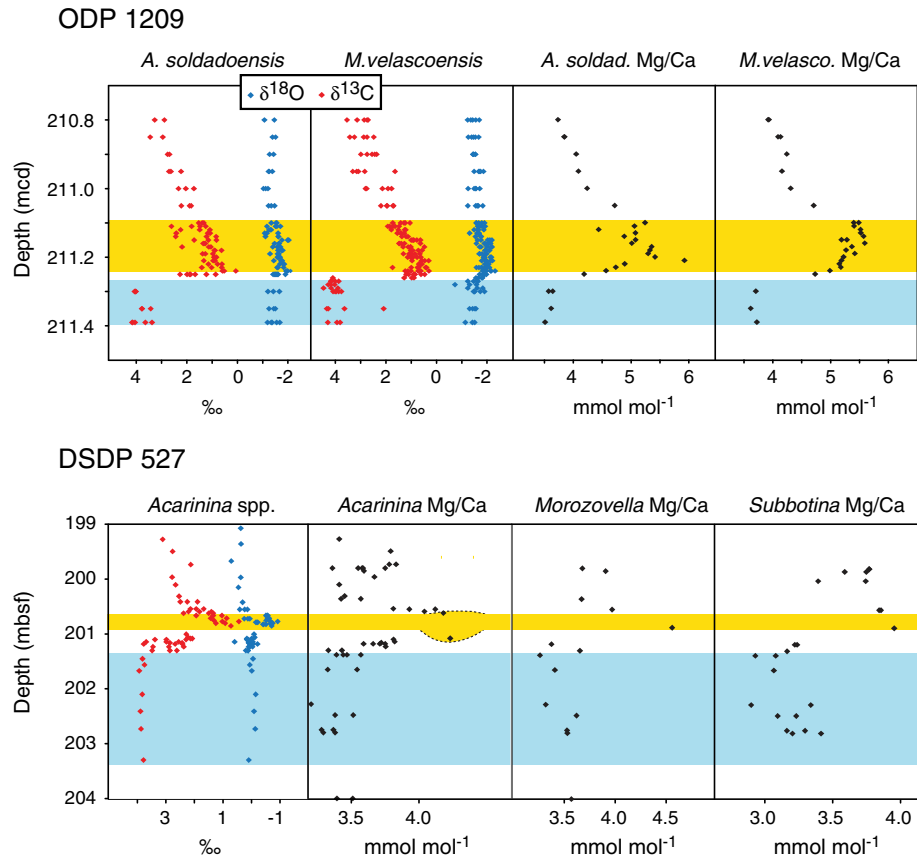 ODP 1209
A. soldadoensis M.velascoensis A. soldad. Mg/Ca M.velasco. Mg/Ca
δ18O δ13C
Depth (mcd)
210.8
211.0
211.2
211.4
4 2 0 -2 4 2 0 -2 4 5 6 4 5 6
‰ ‰ mmol mol-1 mmol mol-1
DSDP 527
Acarinina spp. Acarinina Mg/Ca Morozovella Mg/Ca Subbotina Mg/Ca
Depth (mbsf)
199
200
201
202
203
204
3 1 -1 3.5 4.0 3.5 4.0 4.5 3.0 3.5 4.0
‰ mmol mol-1 mmol mol-1 mmol mol-1